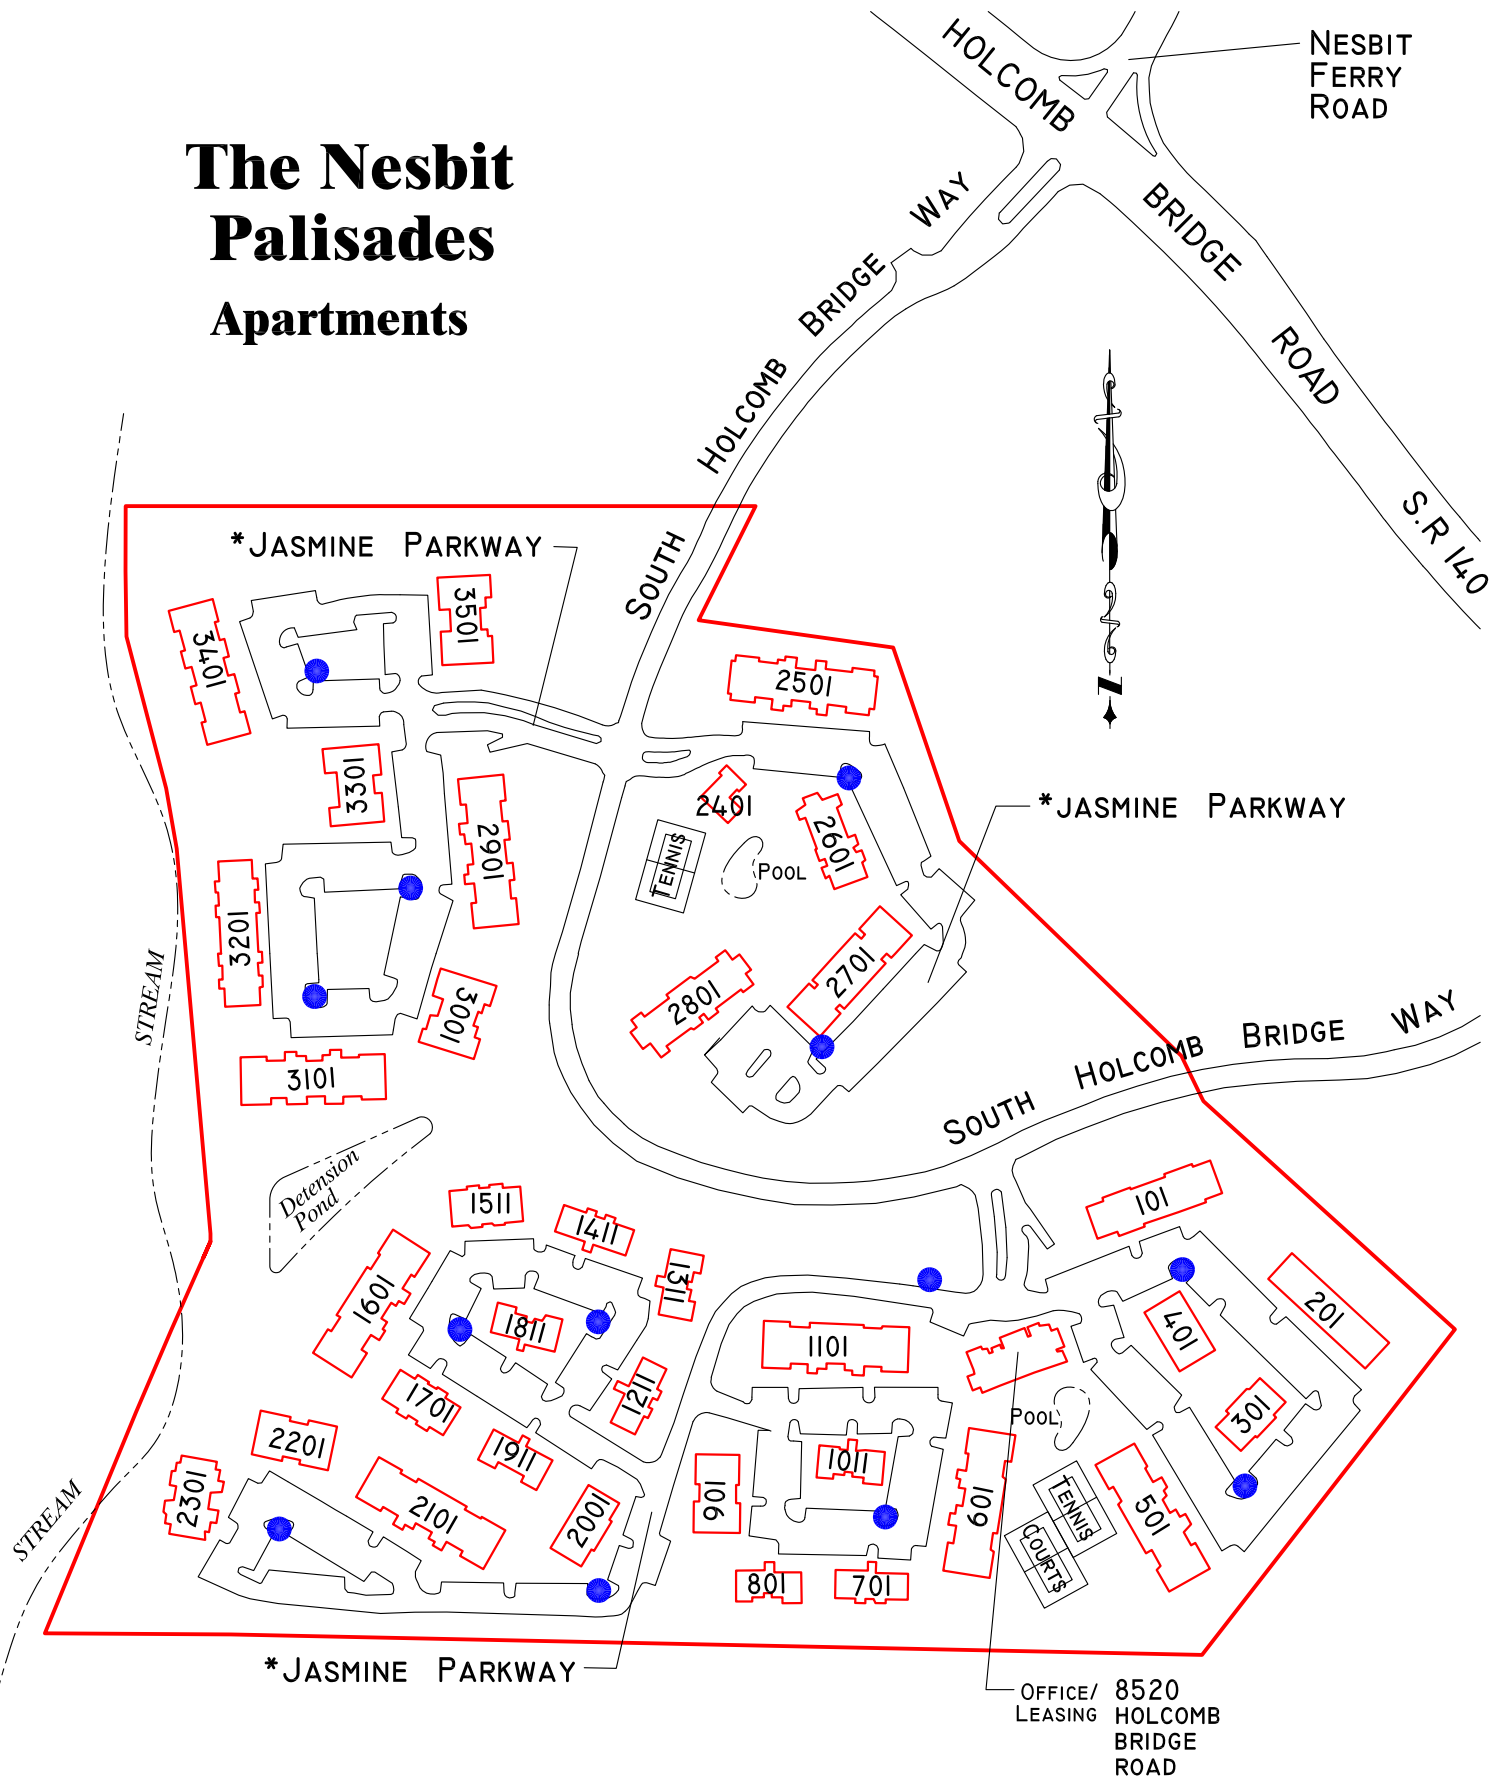 NESBIT
FERRY
ROAD
HOLCOMB BRIDGE ROAD S.R 140
The Nesbit
Palisades
Apartments
SOUTH HOLCOMB BRIDGE WAY
*JASMINE PARKWAY
3501
3401
2501
3301
2401
*JASMINE PARKWAY
2901
2601
TENNIS
POOL
3201
2701
2801
3001
STREAM
3101
SOUTH HOLCOMB BRIDGE WAY
Detension
Pond
1511
1411
101
1311
1601
201
1811
1101
401
1211
1701
301
POOL
2201
1911
1011
2301
2101
2001
901
601
501
TENNIS
COURTS
STREAM
801
701
*JASMINE PARKWAY
OFFICE/
LEASING
8520
HOLCOMB
BRIDGE
ROAD
N